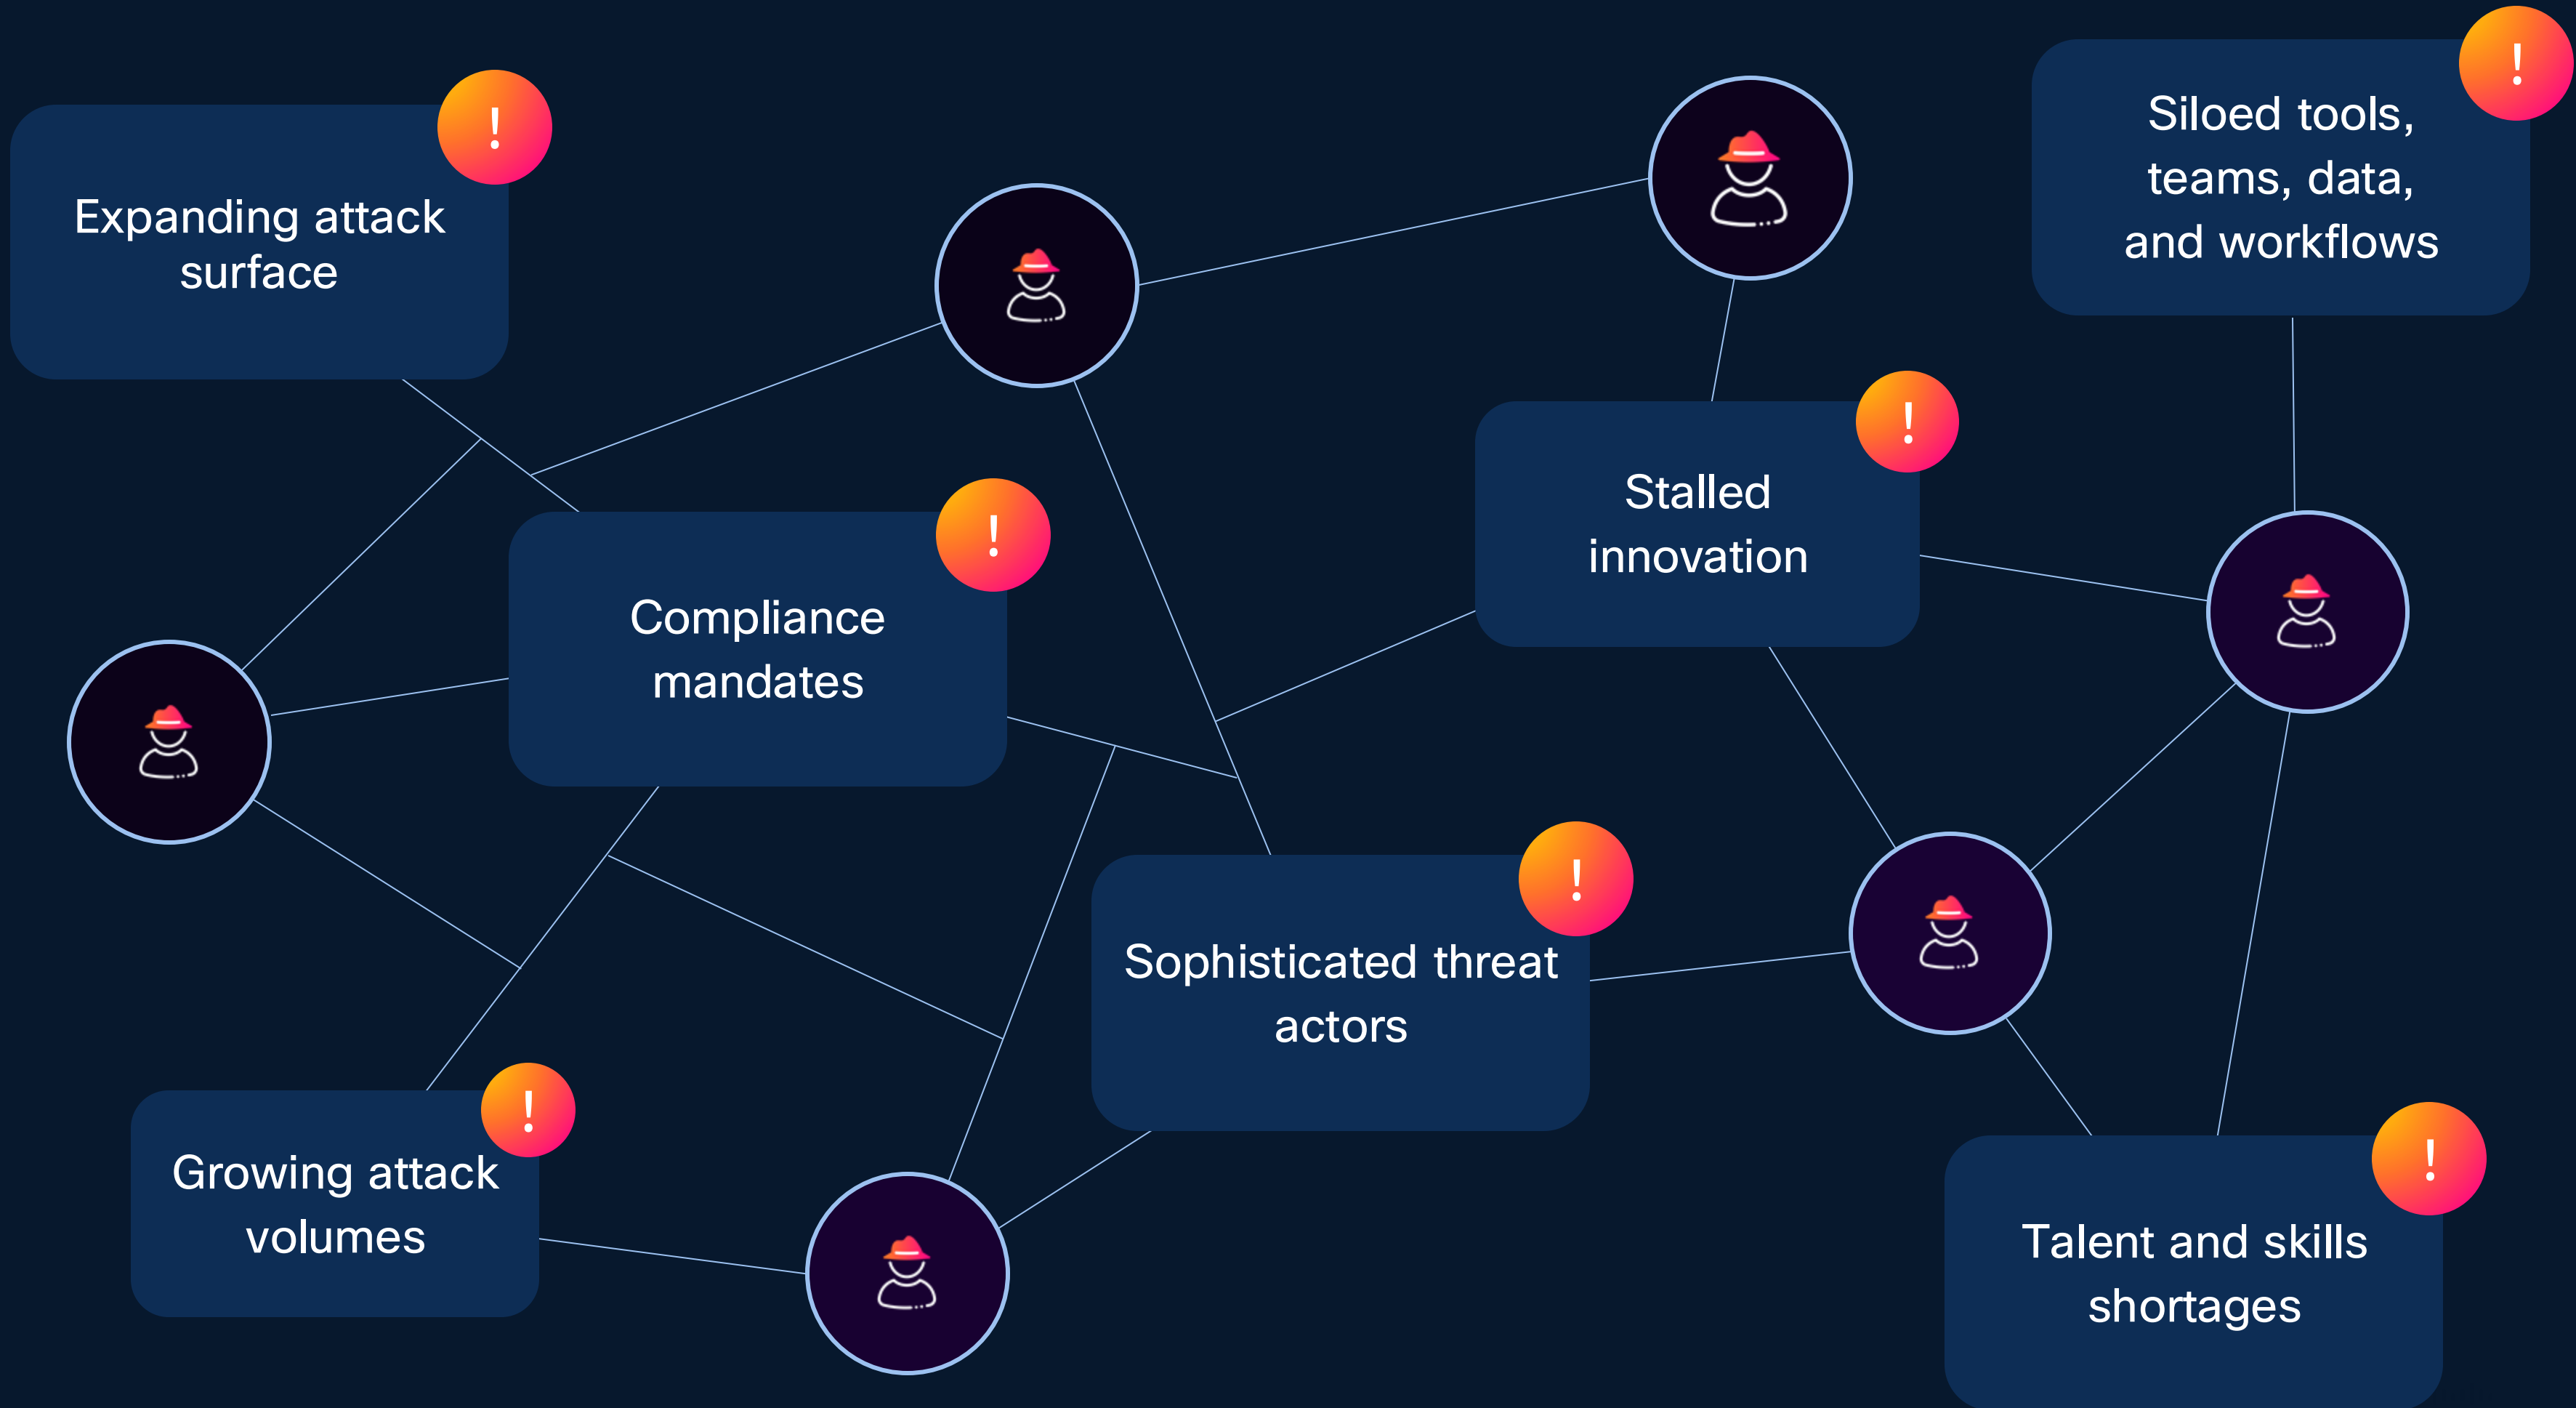 !
Expanding attack
surface
!
Siloed tools,
teams, data,
and workflows
!
Stalled
innovation
!
Compliance
mandates
!
Sophisticated threat
actors
!
Growing attack
volumes
!
Talent and skills
shortages